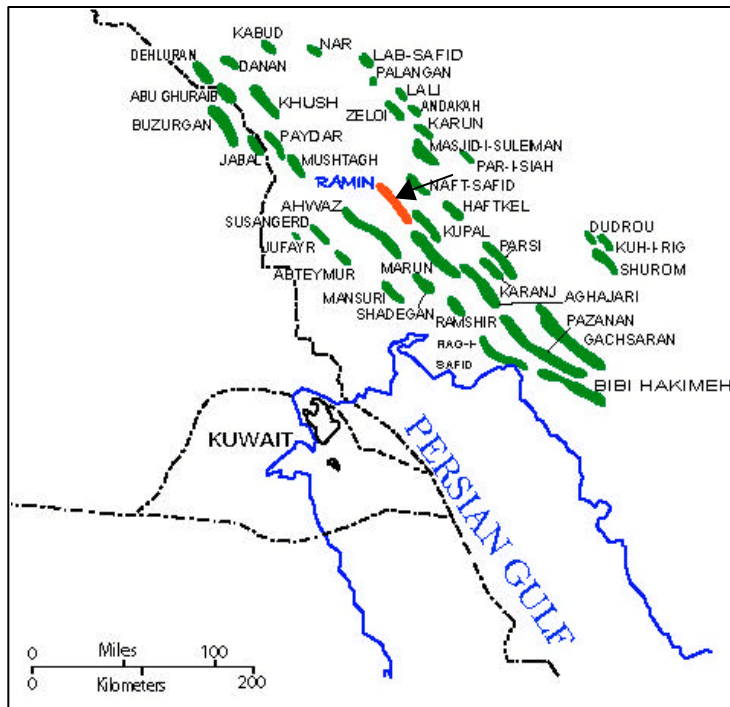 KABUD
NAR
DEHLURAN
DANAN
LAB-SAFID
PALANGAN
LALI
ABU GHURAIB
KHUSH
ZELOI
ANDAKAH
BUZURGAN
KARUN
PAYDAR
MASJID-I-SULEMAN
JABAL
MUSHTAGH
PAR-I-SIAH
RAMIN
NAFT-SAFID
AHWAZ
HAFTKEL
SUSANGERD
KUPAL
DUDROU
JUFAYR
PARSI
KUH-I-RIG
ABTEYMUR
MARUN
SHUROM
MANSURI
KARANJ
AGHAJARI
SHADEGAN
RAMSHIR
PAZANAN
RAG-I
SAFID
GACHSARAN
BIBI HAKIMEH
KUWAIT
PERSIAN GULF
0 Miles 100
0 Kilometers 200